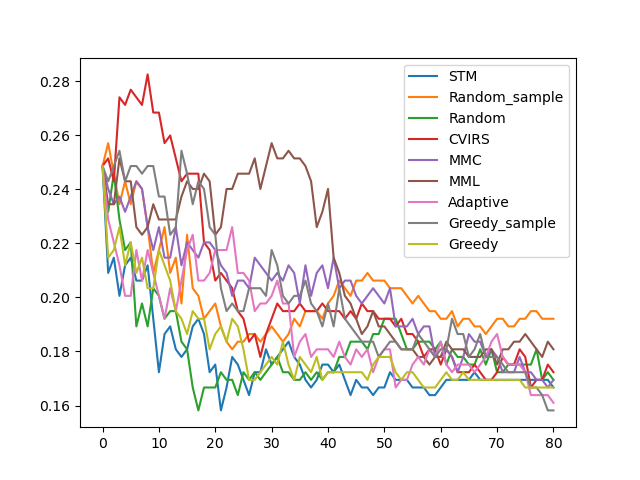 0.28
0.26
0.24
0.22
0.20
0.18
0.16
0
10
20
30
40
50
60
70
80
STM
Random_sample
Random
CVIRS
MMC
MML
Adaptive
Greedy_sample
Greedy